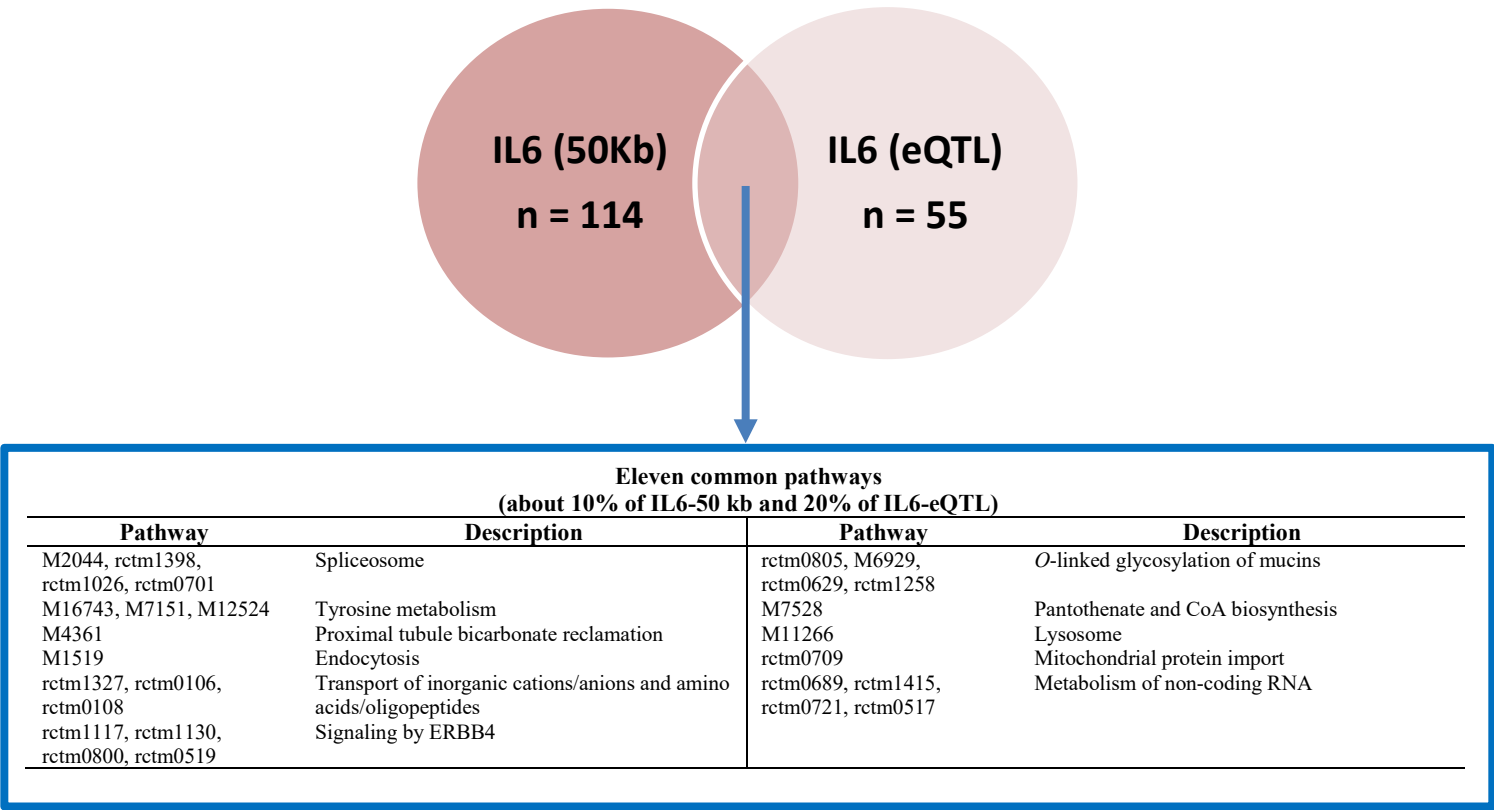 IL6 (50Kb)
n = 114
IL6 (eQTL)
n = 55
Eleven common pathways
(about 10% of IL6-50 kb and 20% of IL6-eQTL)
Pathway Description Pathway Description
M2044, rctm1398, Spliceosome
rctm1026, rctm0701
M16743, M7151, M12524 Tyrosine metabolism
M4361 Proximal tubule bicarbonate reclamation
M1519 Endocytosis
rctm1327, rctm0106, Transport of inorganic cations/anions and amino
rctm0108 acids/oligopeptides
rctm1117, rctm1130, Signaling by ERBB4
rctm0800, rctm0519
rctm0805, M6929, O-linked glycosylation of mucins
rctm0629, rctm1258
M7528 Pantothenate and CoA biosynthesis
M11266 Lysosome
rctm0709 Mitochondrial protein import
rctm0689, rctm1415, Metabolism of non-coding RNA
rctm0721, rctm0517